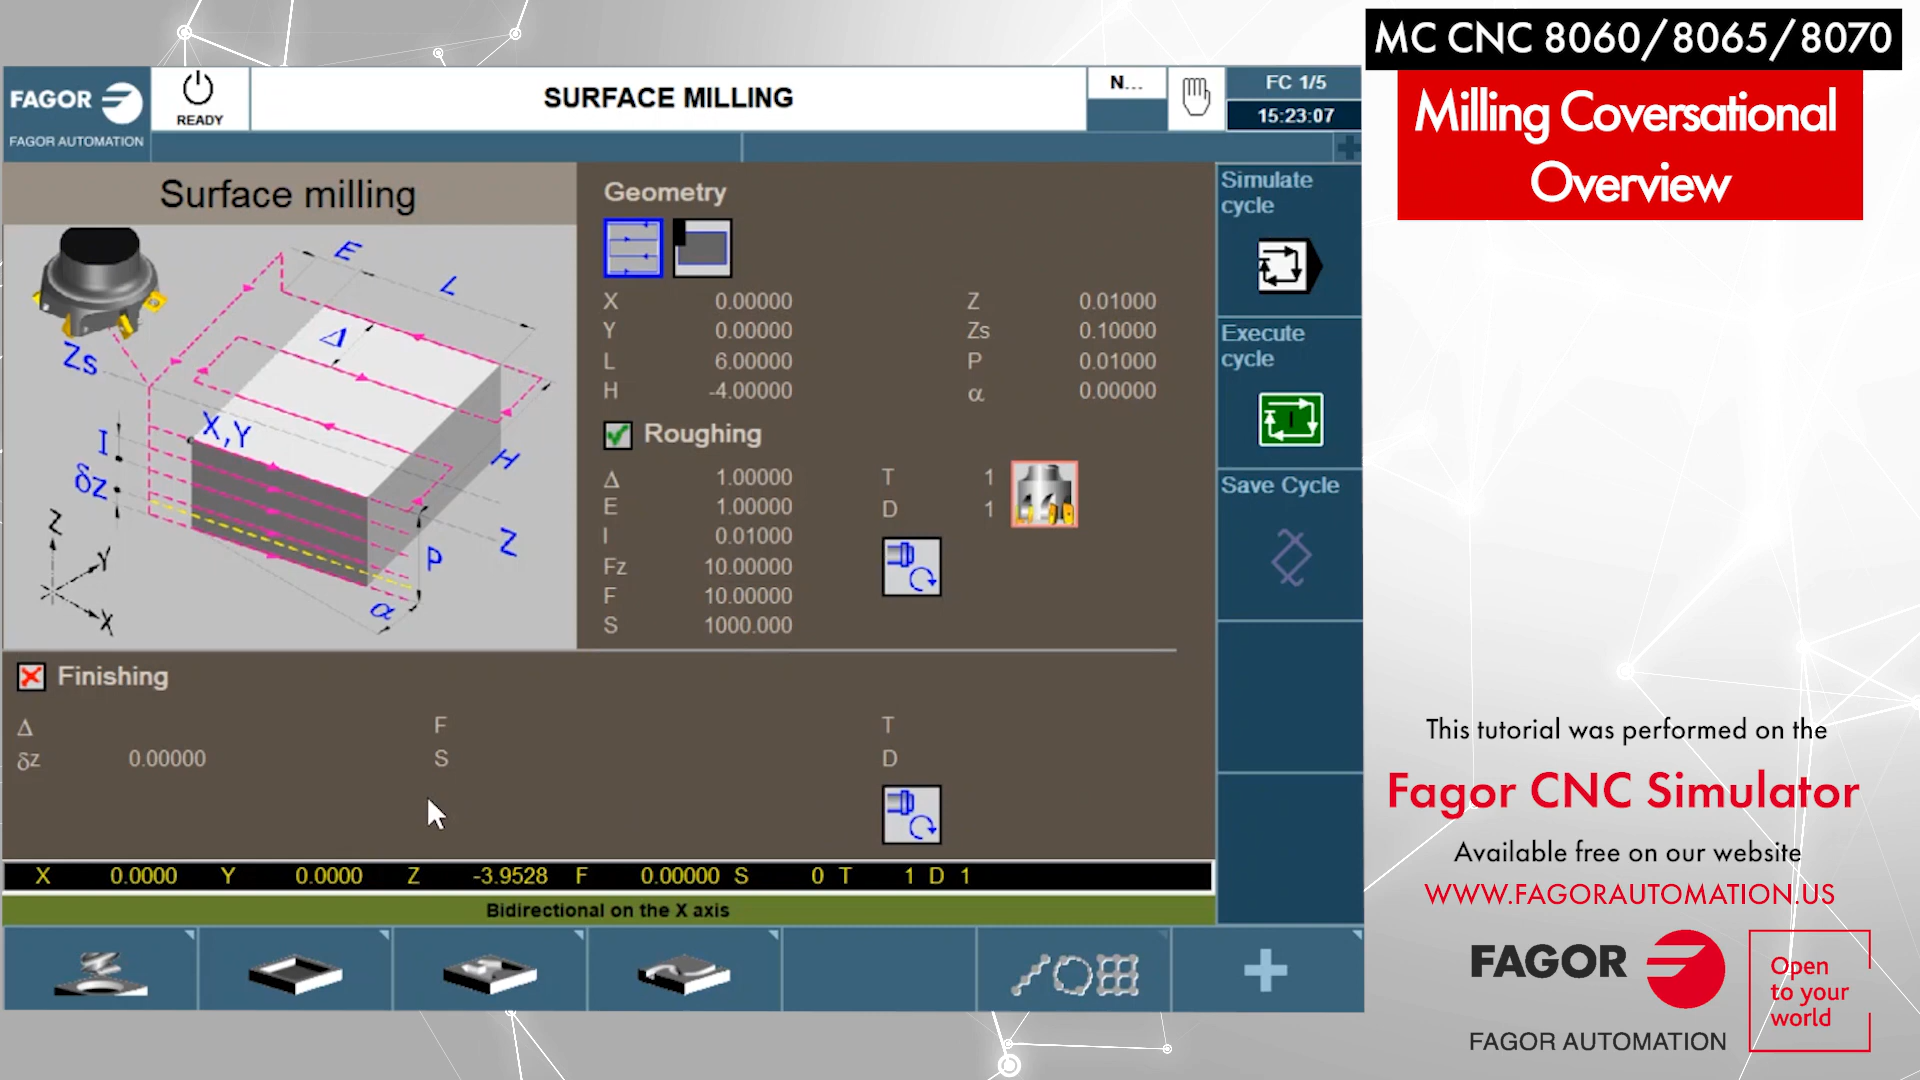 MC CNC 8060/8065/8070
Milling Coversational
Overview
FAGOR
FAGOR AUTOMATION
READY
SURFACE MILLING
N...
FC 1/5
15:23:07
Surface milling
E
L
Δ
Zs
X,Y
I
δz
H
Z
P
α
Z
Y
X
Geometry
X 0.00000 Z 0.01000
Y 0.00000 Zs 0.10000
L 6.00000 P 0.01000
H -4.00000 α 0.00000
Roughing
Δ 1.00000 T 1
E 1.00000 D 1
I 0.01000
Fz 10.00000
F 10.00000
S 1000.000
Finishing
Δ F T
δz 0.00000 S D
X 0.0000 Y 0.0000 Z -3.9528 F 0.00000 S 0 T 1 D 1
Bidirectional on the X axis
Simulate
cycle
Execute
cycle
Save Cycle
This tutorial was performed on the
Fagor CNC Simulator
Available free on our website
WWW.FAGORAUTOMATION.US
FAGOR
FAGOR AUTOMATION
Open
to your
world